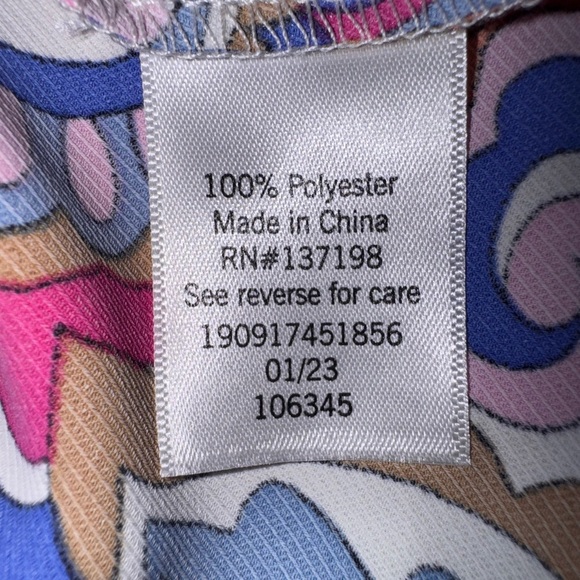 100% Polyester
Made in China
RN#137198
See reverse for care
190917451856
01/23
106345